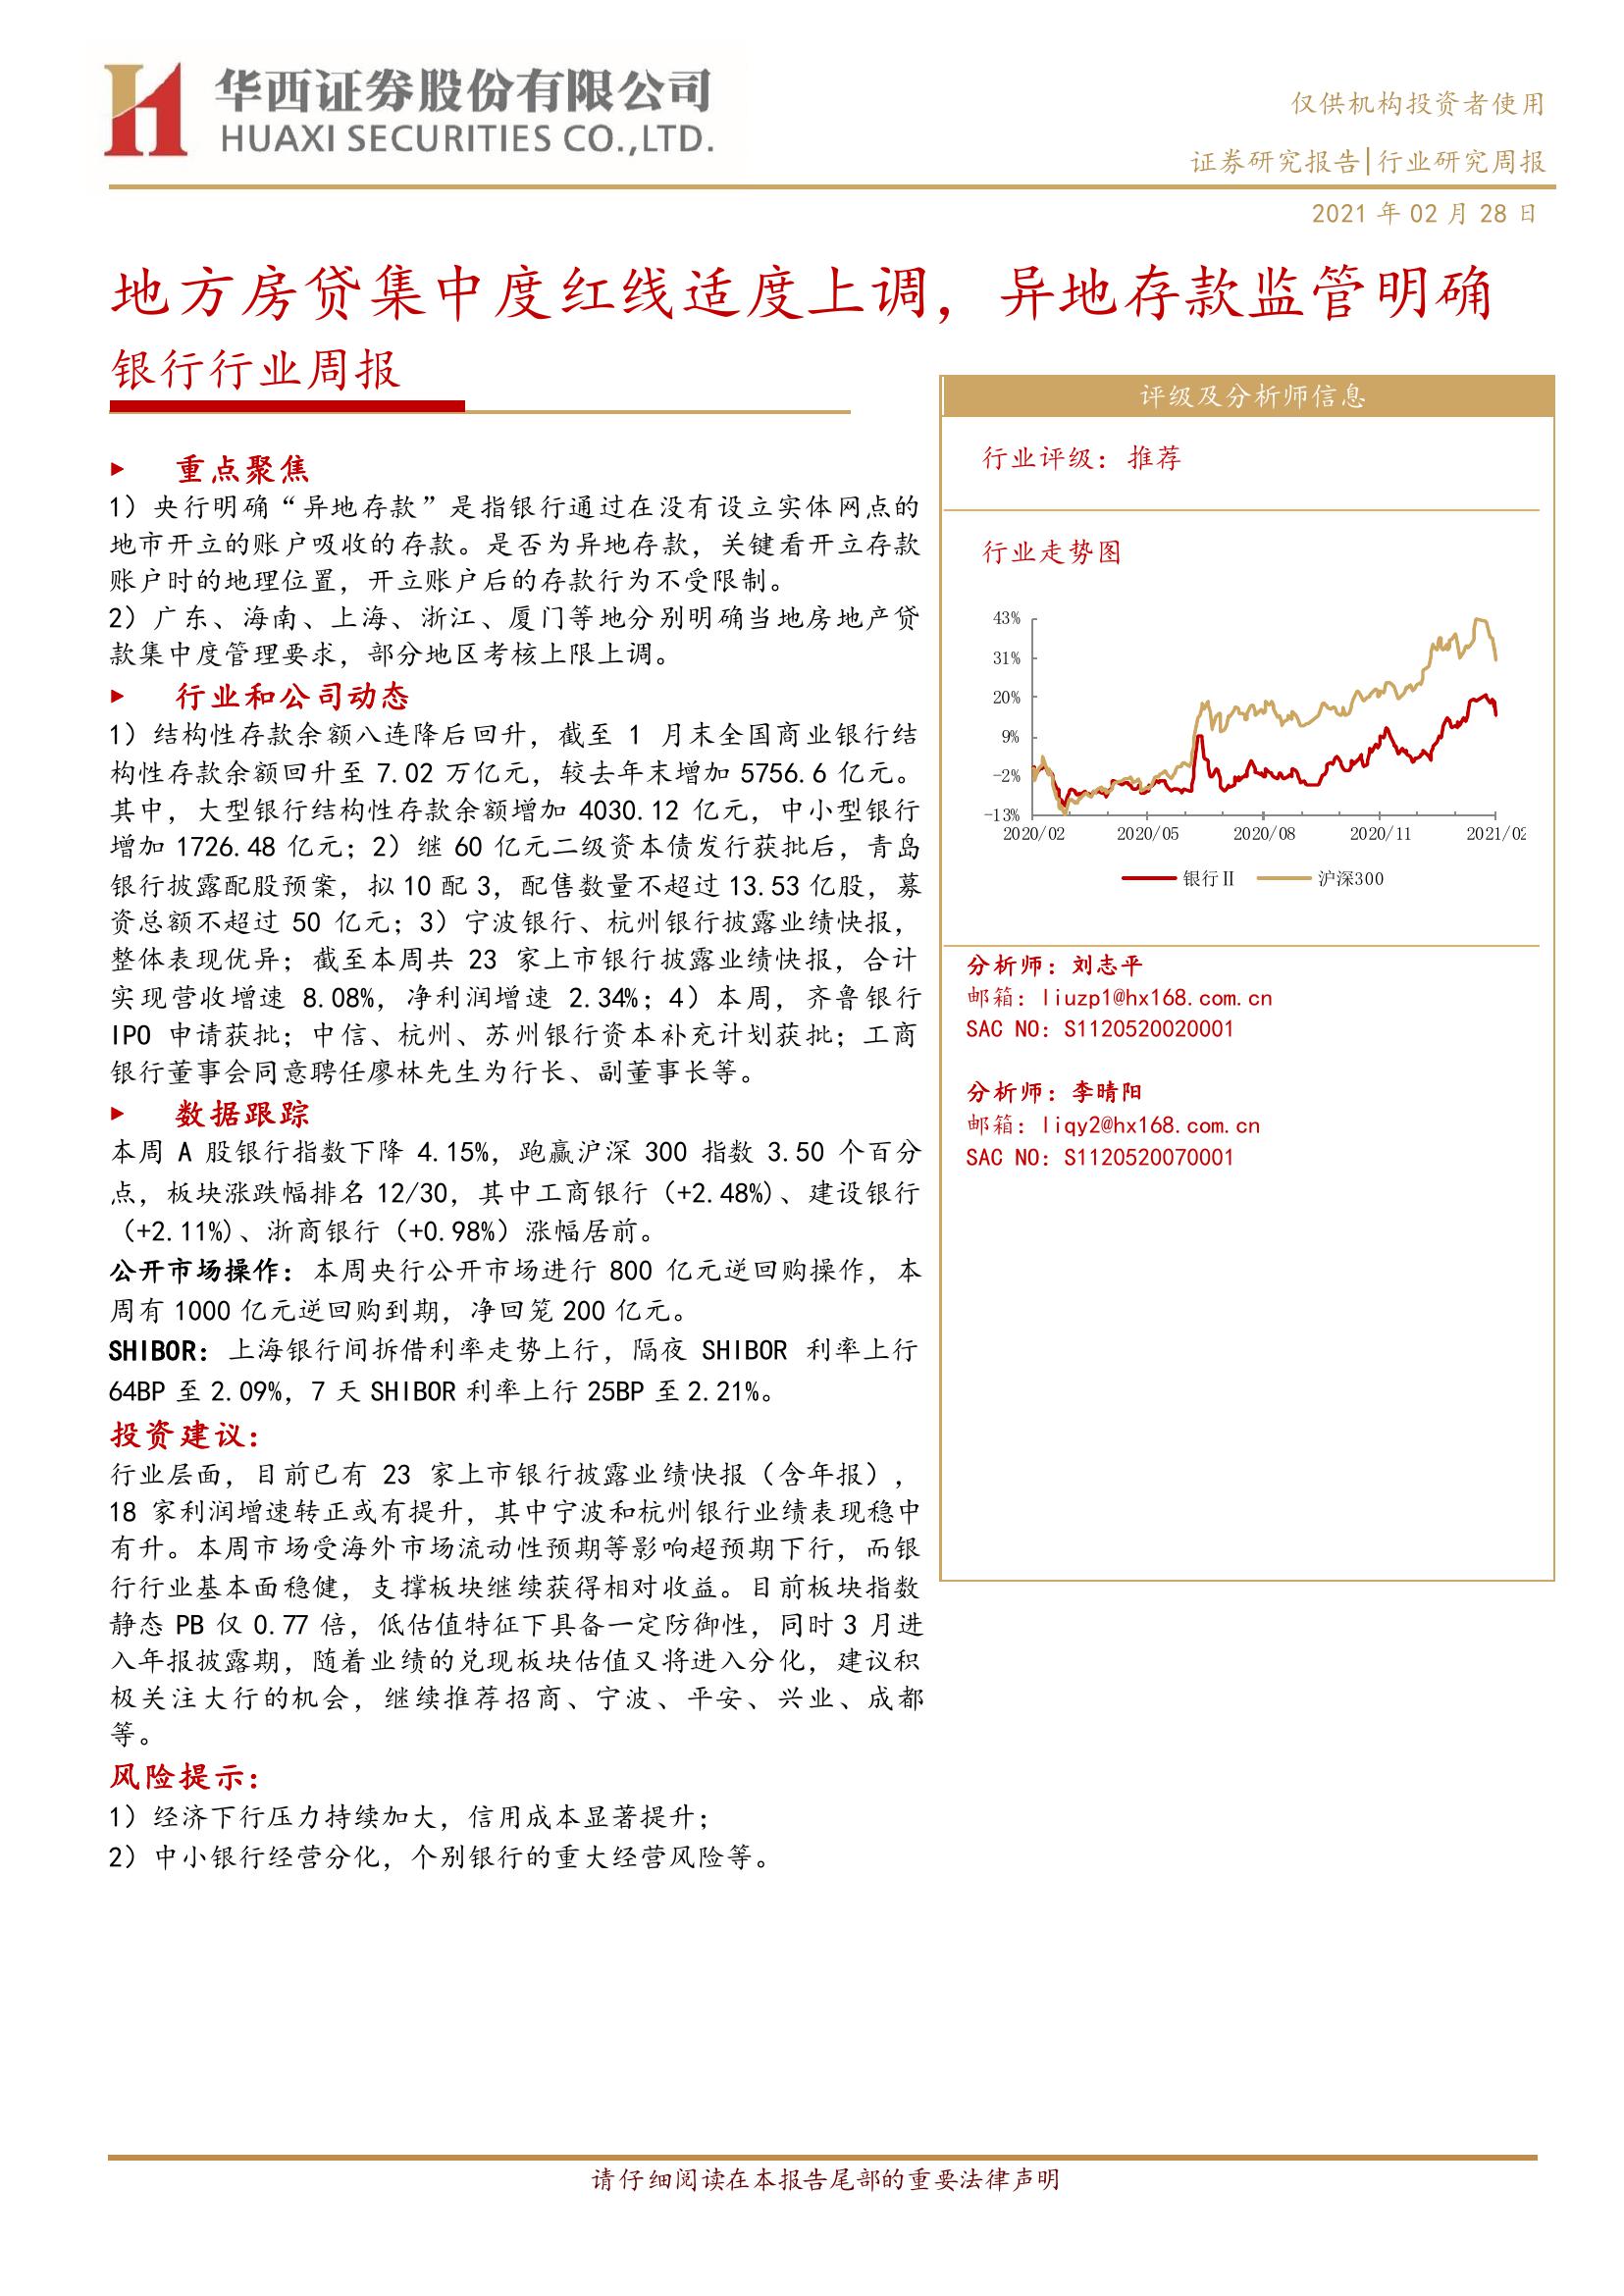 华西证券股份有限公司
HUAXI SECURITIES CO.,LTD.
仅供机构投资者使用
证券研究报告|行业研究周报
2021 年 02 月 28 日
地方房贷集中度红线适度上调，异地存款监管明确
银行行业周报
▶ 重点聚焦
1）央行明确“异地存款”是指银行通过在没有设立实体网点的
地市开立的账户吸收的存款。是否为异地存款，关键看开立存款
账户时的地理位置，开立账户后的存款行为不受限制。
2）广东、海南、上海、浙江、厦门等地分别明确当地房地产贷
款集中度管理要求，部分地区考核上限上调。
▶ 行业和公司动态
1）结构性存款余额八连降后回升，截至 1 月末全国商业银行结
构性存款余额回升至 7.02 万亿元，较去年末增加 5756.6 亿元。
其中，大型银行结构性存款余额增加 4030.12 亿元，中小型银行
增加 1726.48 亿元；2）继 60 亿元二级资本债发行获批后，青岛
银行披露配股预案，拟 10 配 3，配售数量不超过 13.53 亿股，募
资总额不超过 50 亿元；3）宁波银行、杭州银行披露业绩快报，
整体表现优异；截至本周共 23 家上市银行披露业绩快报，合计
实现营收增速 8.08%，净利润增速 2.34%；4）本周，齐鲁银行
IPO 申请获批；中信、杭州、苏州银行资本补充计划获批；工商
银行董事会同意聘任廖林先生为行长、副董事长等。
▶ 数据跟踪
本周 A 股银行指数下降 4.15%，跑赢沪深 300 指数 3.50 个百分
点，板块涨跌幅排名 12/30，其中工商银行（+2.48%）、建设银行
（+2.11%）、浙商银行（+0.98%）涨幅居前。
公开市场操作：本周央行公开市场进行 800 亿元逆回购操作，本
周有 1000 亿元逆回购到期，净回笼 200 亿元。
SHIBOR：上海银行间拆借利率走势上行，隔夜 SHIBOR 利率上行
64BP 至 2.09%，7 天 SHIBOR 利率上行 25BP 至 2.21%。
投资建议：
行业层面，目前已有 23 家上市银行披露业绩快报（含年报），
18 家利润增速转正或有提升，其中宁波和杭州银行业绩表现稳中
有升。本周市场受海外市场流动性预期等影响超预期下行，而银
行行业基本面稳健，支撑板块继续获得相对收益。目前板块指数
静态 PB 仅 0.77 倍，低估值特征下具备一定防御性，同时 3 月进
入年报披露期，随着业绩的兑现板块估值又将进入分化，建议积
极关注大行的机会，继续推荐招商、宁波、平安、兴业、成都
等。
风险提示：
1）经济下行压力持续加大，信用成本显著提升；
2）中小银行经营分化，个别银行的重大经营风险等。
评级及分析师信息
行业评级：推荐
行业走势图
43%
31%
20%
9%
-2%
-13%
2020/02 2020/05 2020/08 2020/11 2021/02
银行Ⅱ 沪深300
分析师：刘志平
邮箱：liuzp1@hx168.com.cn
SAC NO：S1120520020001
分析师：李晴阳
邮箱：liqy2@hx168.com.cn
SAC NO：S1120520070001
请仔细阅读在本报告尾部的重要法律声明